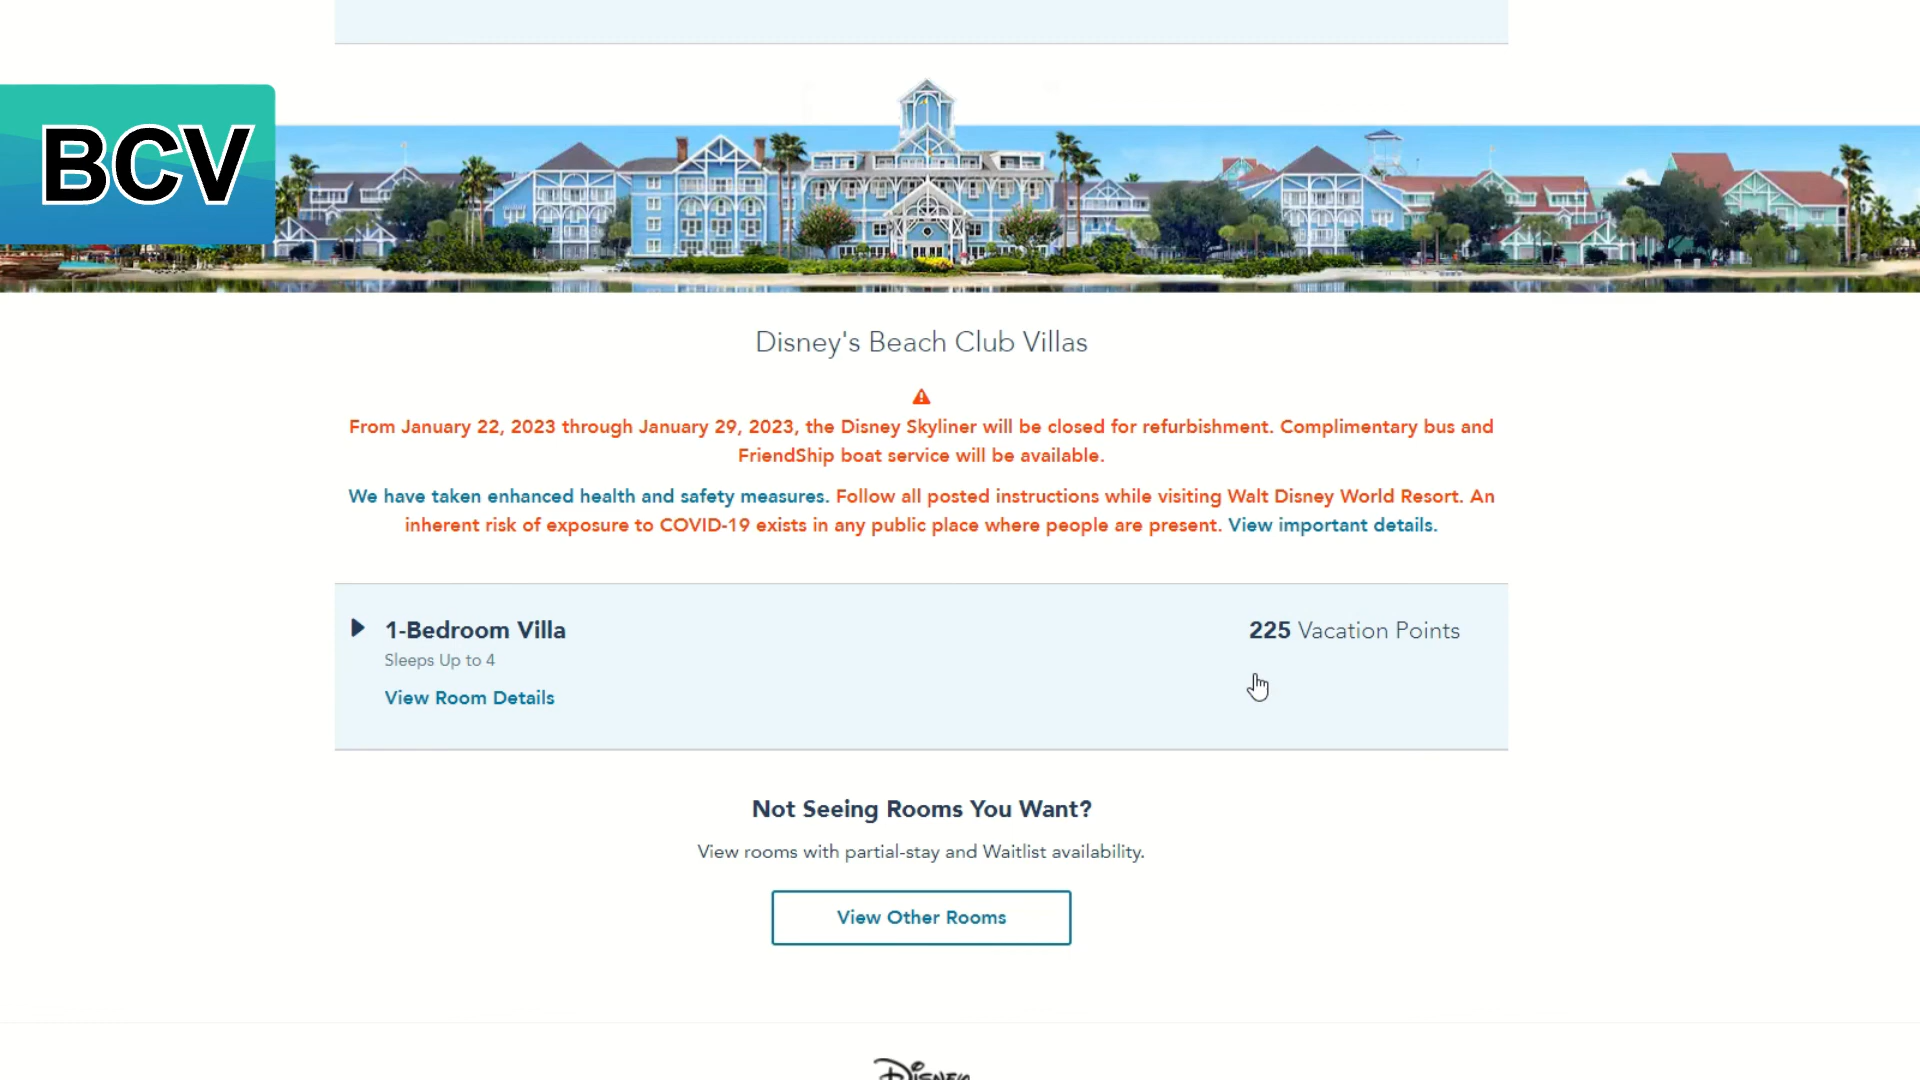 BCV
Disney's Beach Club Villas
From January 22, 2023 through January 29, 2023, the Disney Skyliner will be closed for refurbishment. Complimentary bus and
FriendShip boat service will be available.
We have taken enhanced health and safety measures. Follow all posted instructions while visiting Walt Disney World Resort. An
inherent risk of exposure to COVID-19 exists in any public place where people are present. View important details.
1-Bedroom Villa
225 Vacation Points
Sleeps Up to 4
View Room Details
Not Seeing Rooms You Want?
View rooms with partial-stay and Waitlist availability.
View Other Rooms
Disney